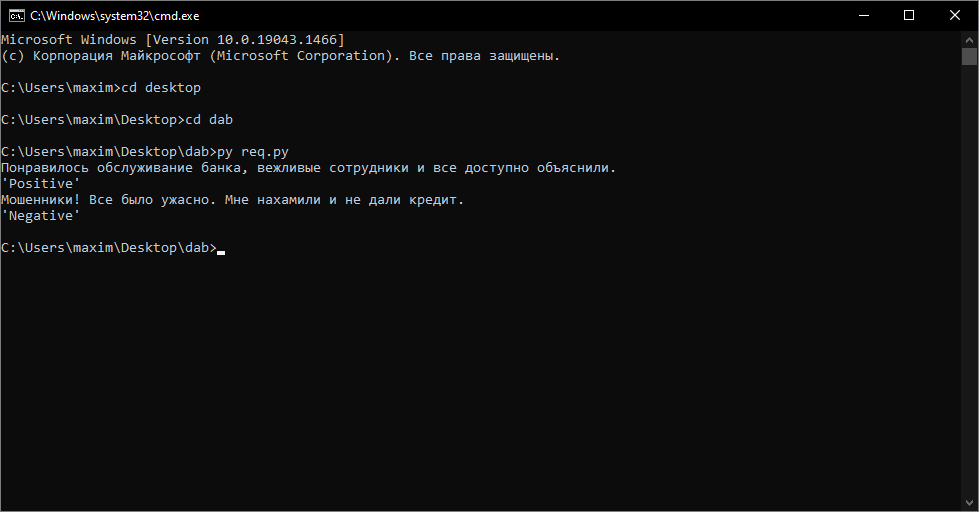 C:\Windows\system32\cmd.exe
Microsoft Windows [Version 10.0.19043.1466]
(c) Корпорация Майкрософт (Microsoft Corporation). Все права защищены.
C:\Users\maxim>cd desktop
C:\Users\maxim\Desktop>cd dab
C:\Users\maxim\Desktop\dab>py req.py
Понравилось обслуживание банка, вежливые сотрудники и все доступно объяснили.
'Positive'
Мошенники! Все было ужасно. Мне нахамили и не дали кредит.
'Negative'
C:\Users\maxim\Desktop\dab>